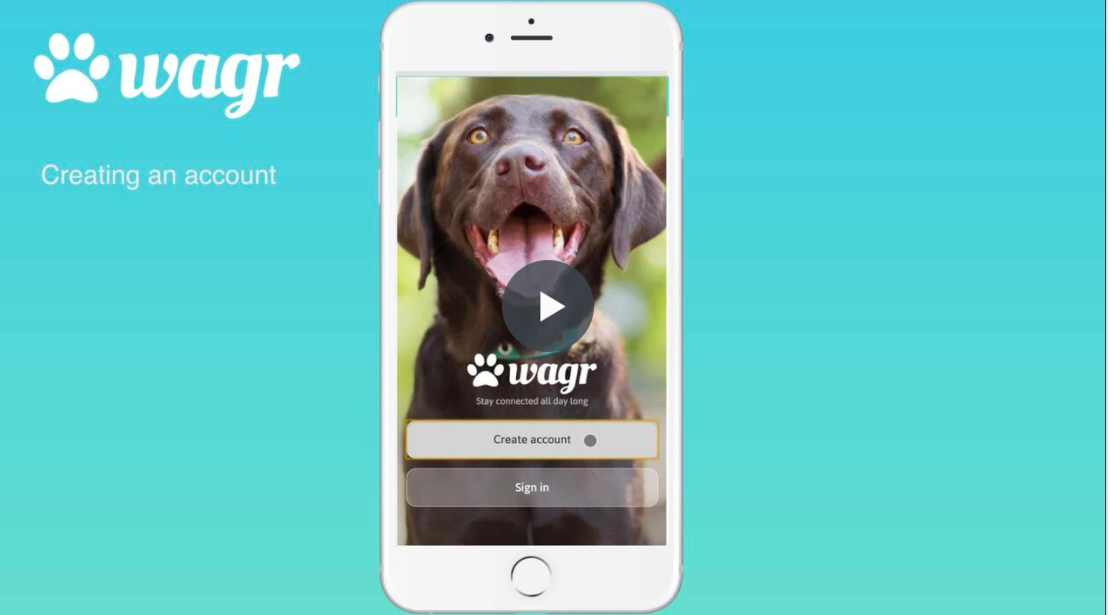 wagr
Creating an account
wagr
Stay connected all day long
Create account
Sign in